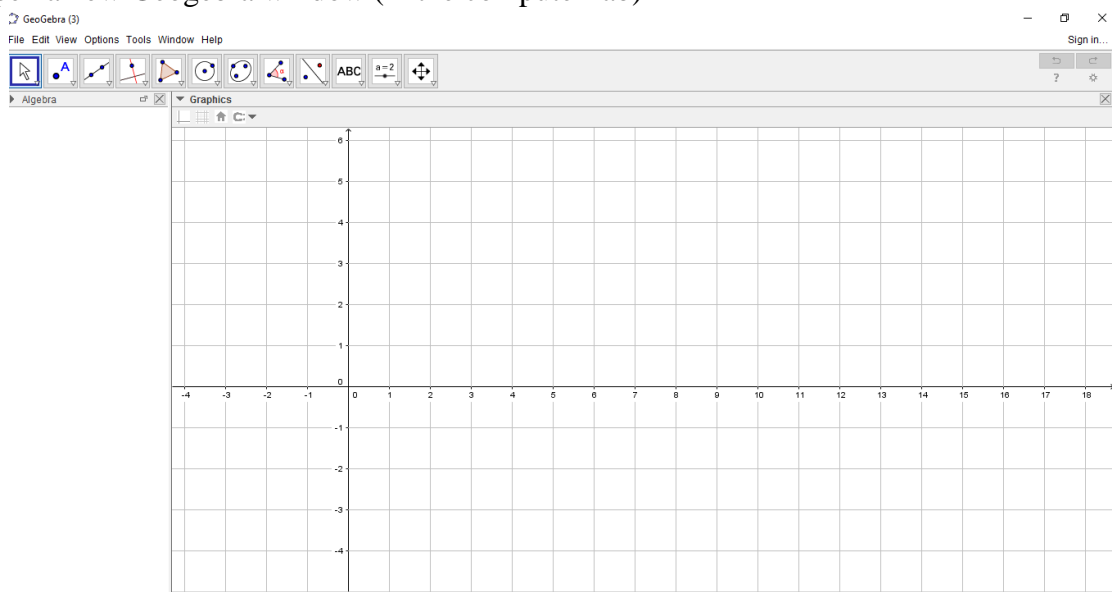 GeoGebra (3)
File Edit View Options Tools Window Help
Sign in...
A
α
ABC
a=2
?
Algebra
Graphics
6
5
4
3
2
1
0
-4 -3 -2 -1 0 1 2 3 4 5 6 7 8 9 10 11 12 13 14 15 16 17 18
-1
-2
-3
-4